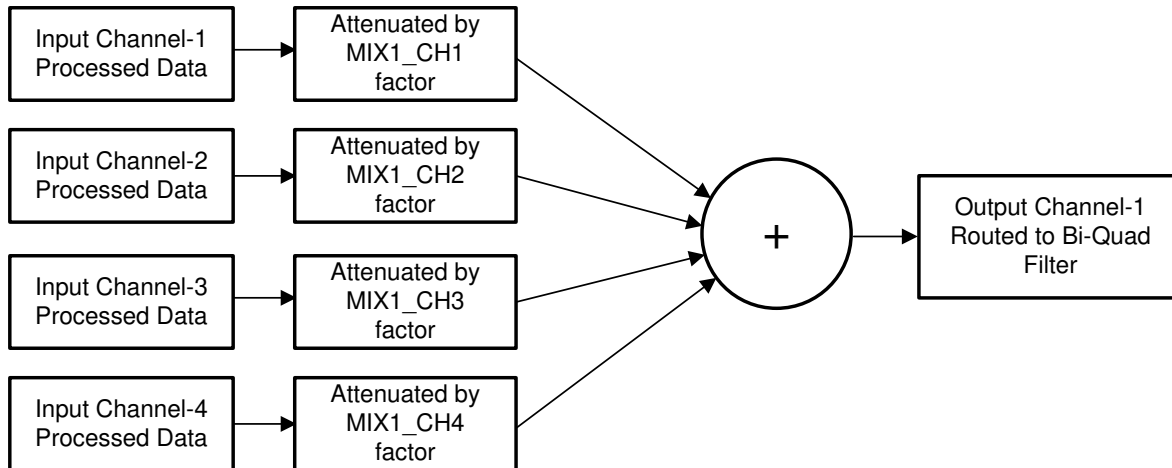 Input Channel-1
Processed Data
Attenuated by
MIX1_CH1
factor
Input Channel-2
Processed Data
Attenuated by
MIX1_CH2
factor
Input Channel-3
Processed Data
Attenuated by
MIX1_CH3
factor
Input Channel-4
Processed Data
Attenuated by
MIX1_CH4
factor
+
Output Channel-1
Routed to Bi-Quad
Filter